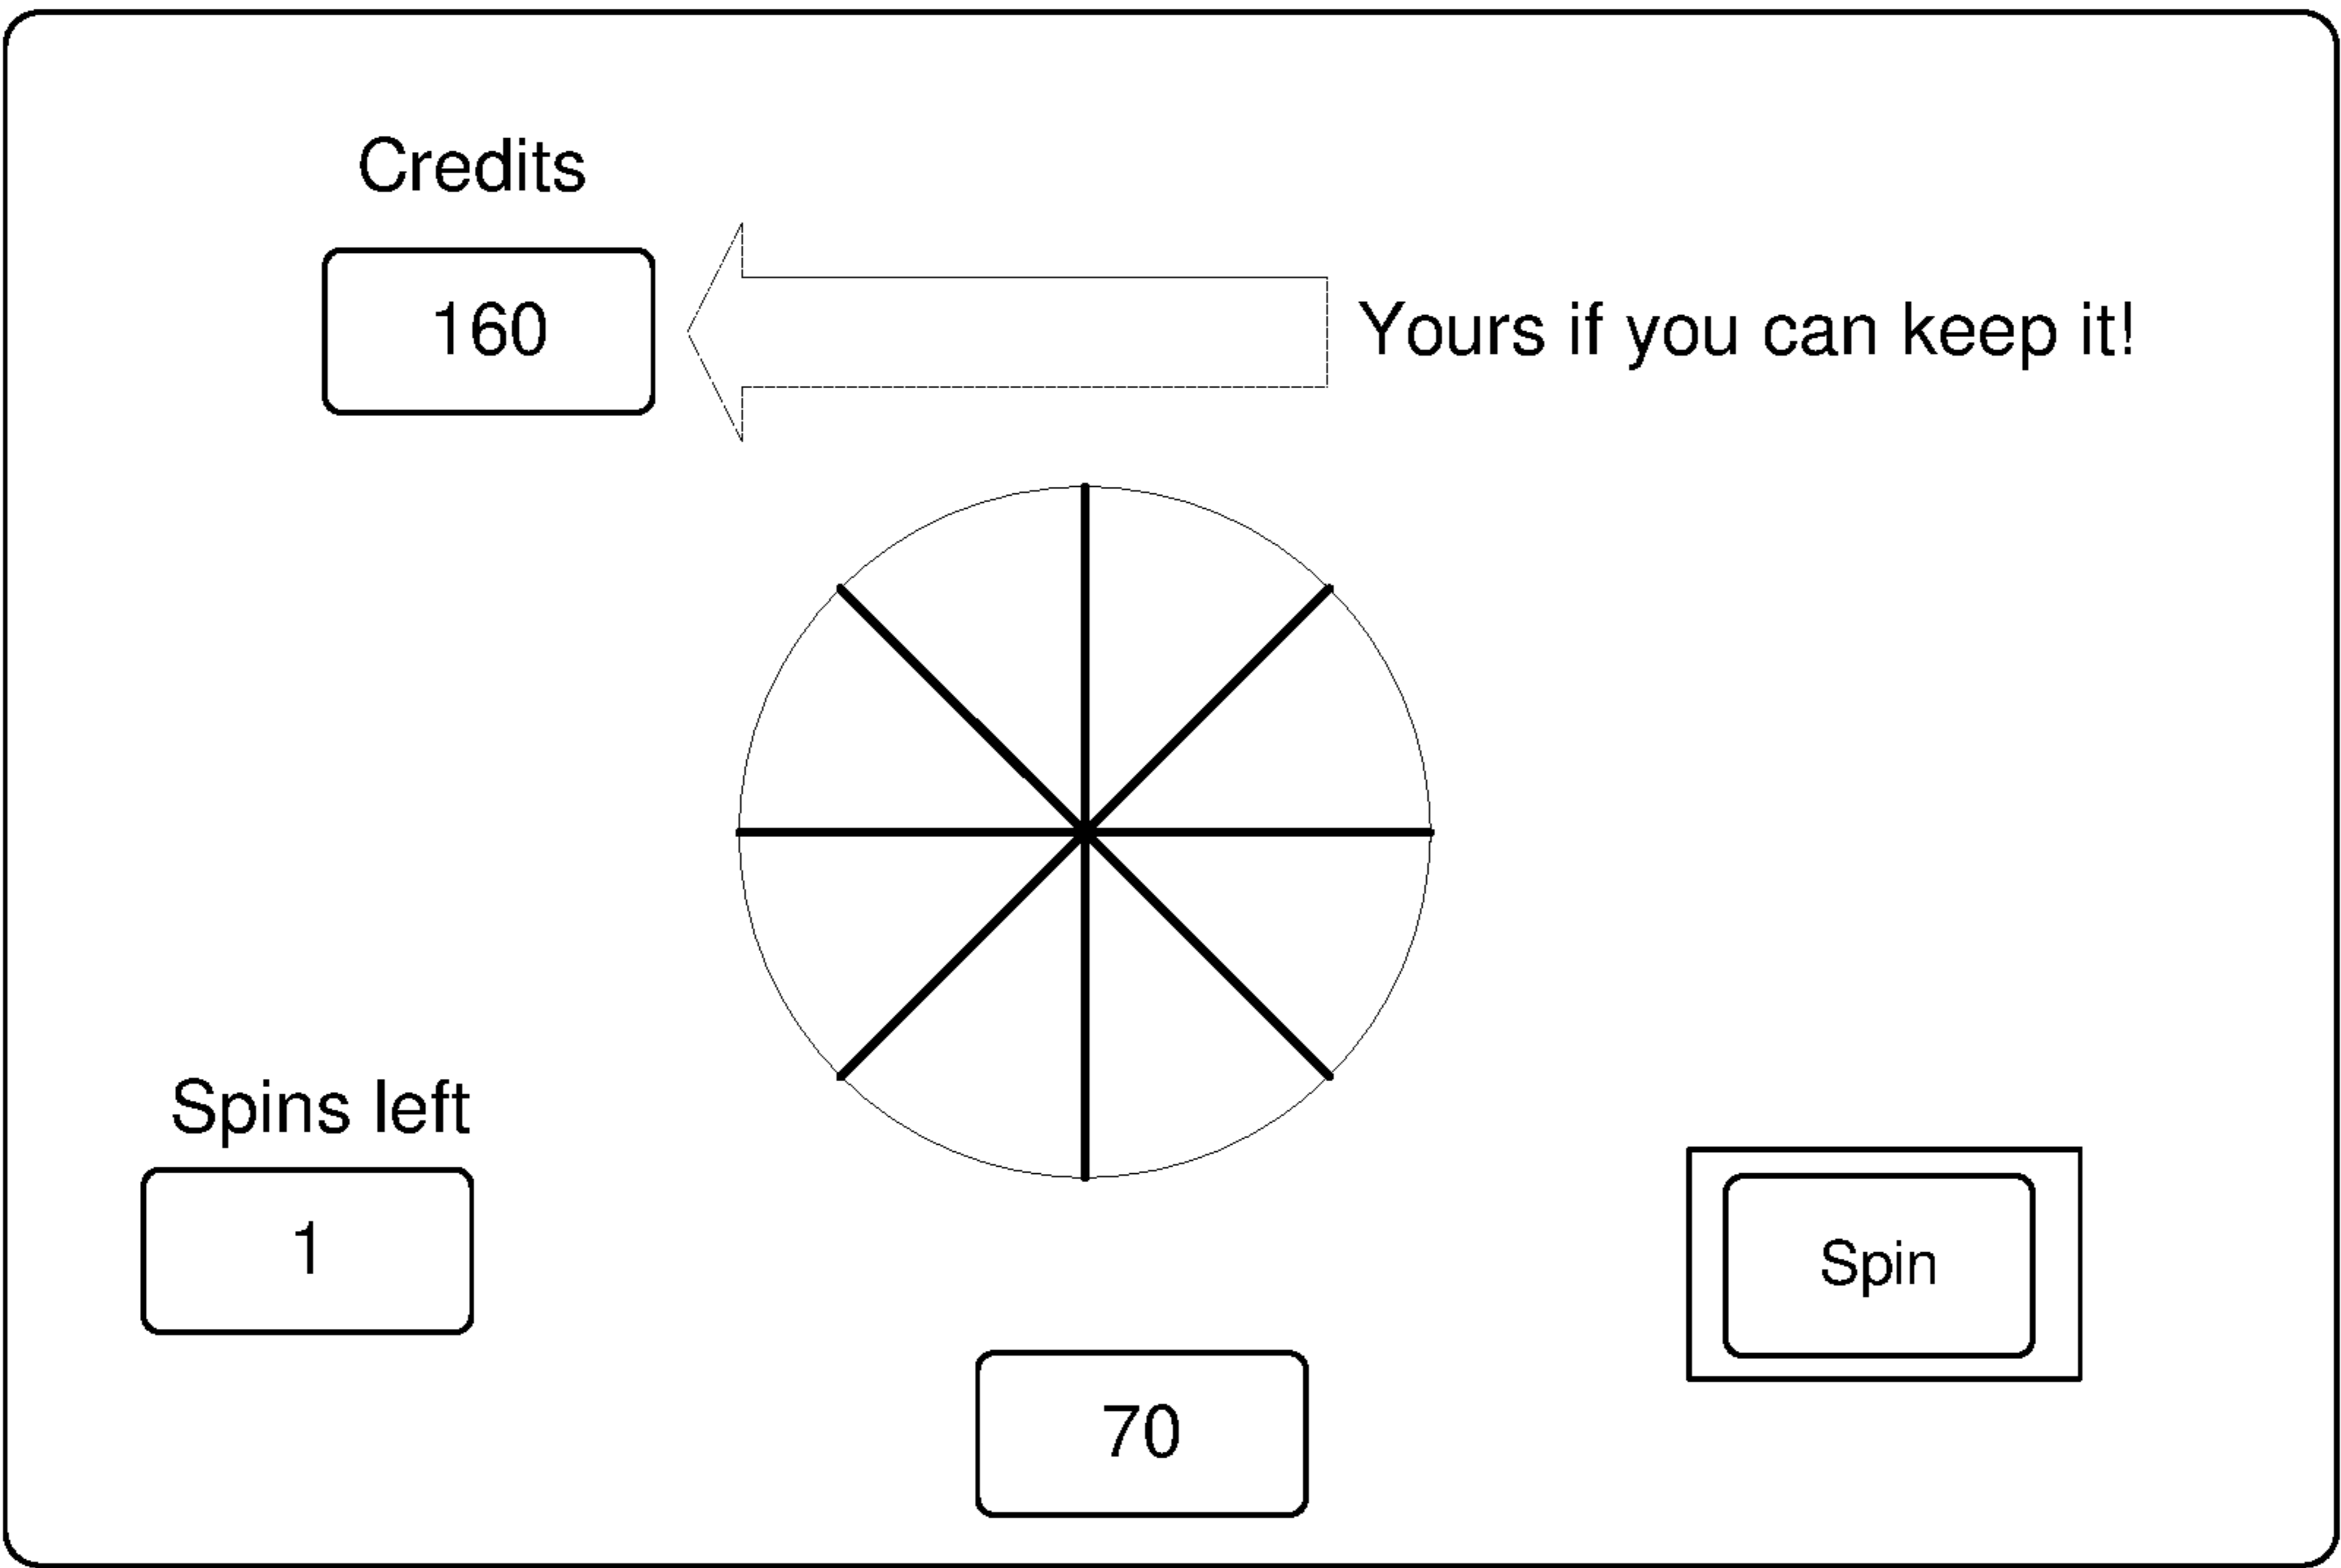 Credits
160
Yours if you can keep it!
Spins left
1
Spin
70